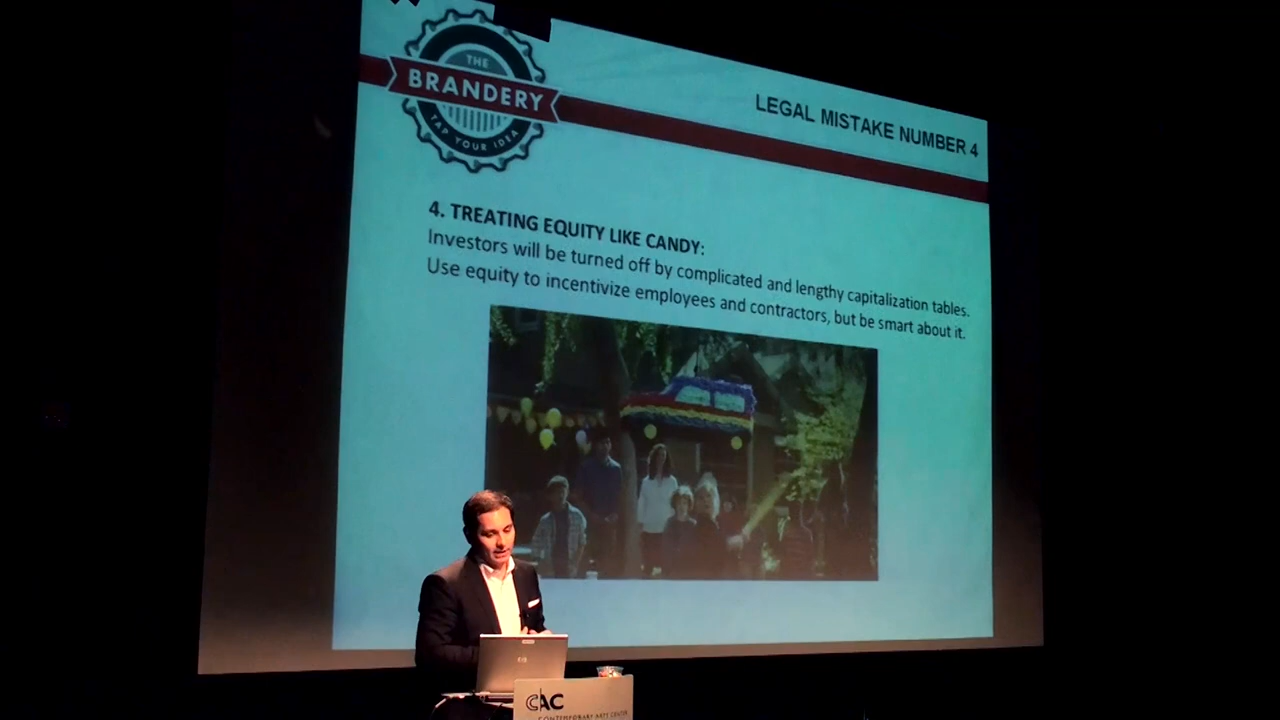 THE
BRANDERY
TAP YOUR IDEA
LEGAL MISTAKE NUMBER 4
4. TREATING EQUITY LIKE CANDY:
Investors will be turned off by complicated and lengthy capitalization tables.
Use equity to incentivize employees and contractors, but be smart about it.
hp
CAC
CONTEMPORARY ARTS CENTER